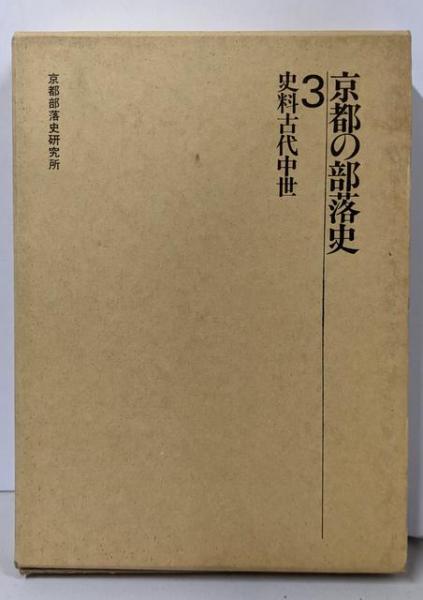 京都の部落史
3
史料古代中世
京都部落史研究所